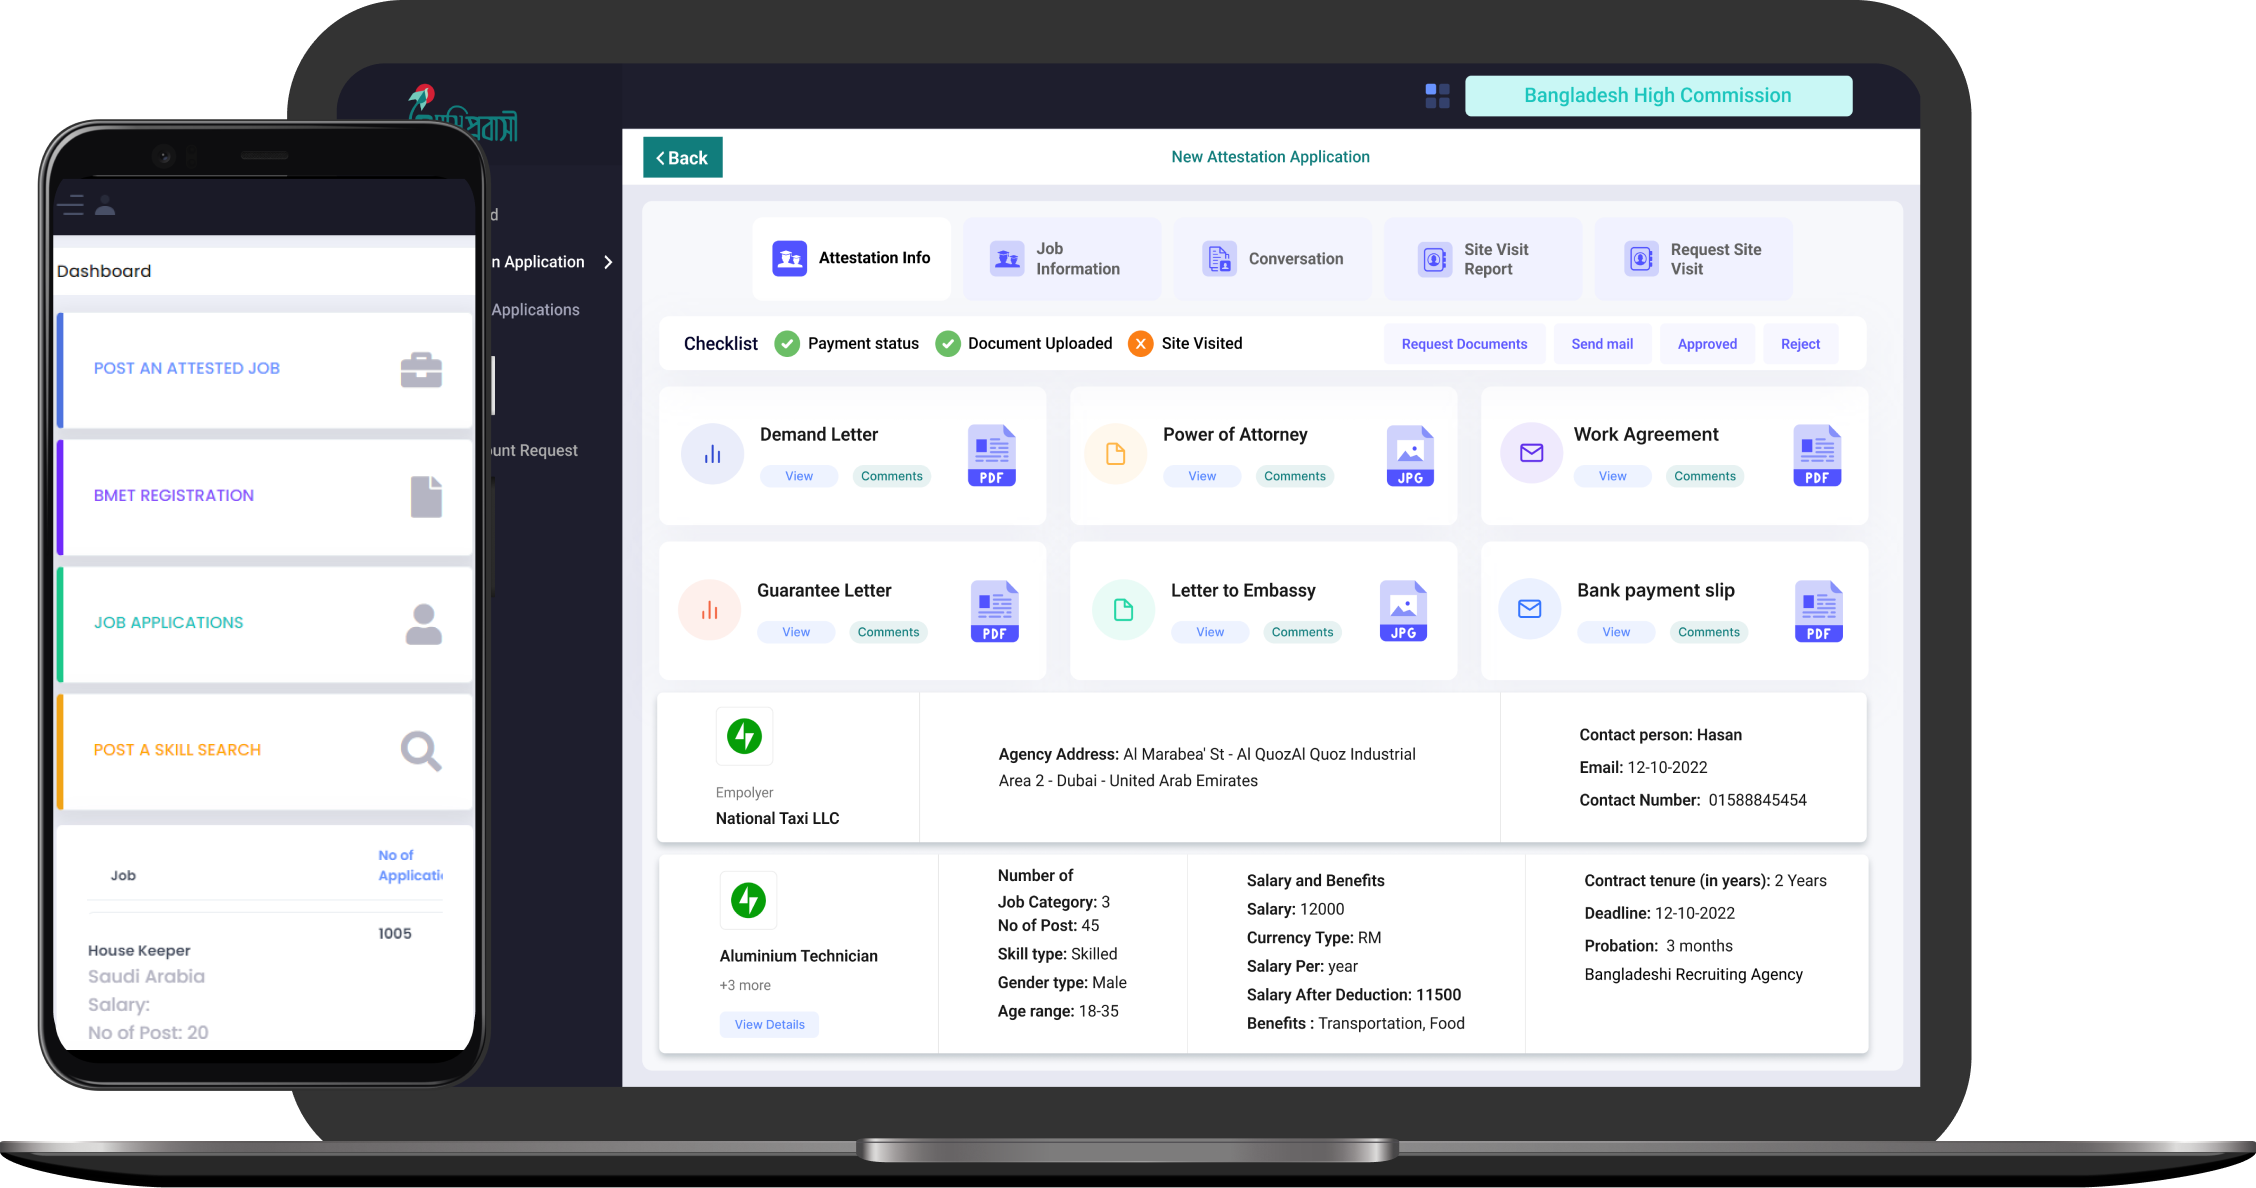 Dashboard
POST AN ATTESTED JOB
BMET REGISTRATION
JOB APPLICATIONS
POST A SKILL SEARCH
No of
Job
1005
House Keeper
Saudi Arabia
Salary:
No of Post: 20
Application
Applications
Request
Bangladesh High Commission
Back
New Attestation Application
Attestation Info
Job
Information
Conversation
Site Visit
Report
Request Site
Visit
Checklist Payment status Document Uploaded Site Visited Request Documents Send mail Approved Reject
Demand Letter
View Comments PDF
Power of Attorney
View Comments JPG
Work Agreement
View Comments PDF
Guarantee Letter
View Comments PDF
Letter to Embassy
View Comments JPG
Bank payment slip
View Comments PDF
Empolyer
National Taxi LLC
Agency Address: Al Marabea' St - Al QuozAl Quoz Industrial
Area 2 - Dubai - United Arab Emirates
Contact person: Hasan
Email: 12-10-2022
Contact Number: 01588845454
Aluminium Technician
+3 more
View Details
Number of
Job Category: 3
No of Post: 45
Skill type: Skilled
Gender type: Male
Age range: 18-35
Salary and Benefits
Salary: 12000
Currency Type: RM
Salary Per: year
Salary After Deduction: 11500
Benefits : Transportation, Food
Contract tenure (in years): 2 Years
Deadline: 12-10-2022
Probation: 3 months
Bangladeshi Recruiting Agency